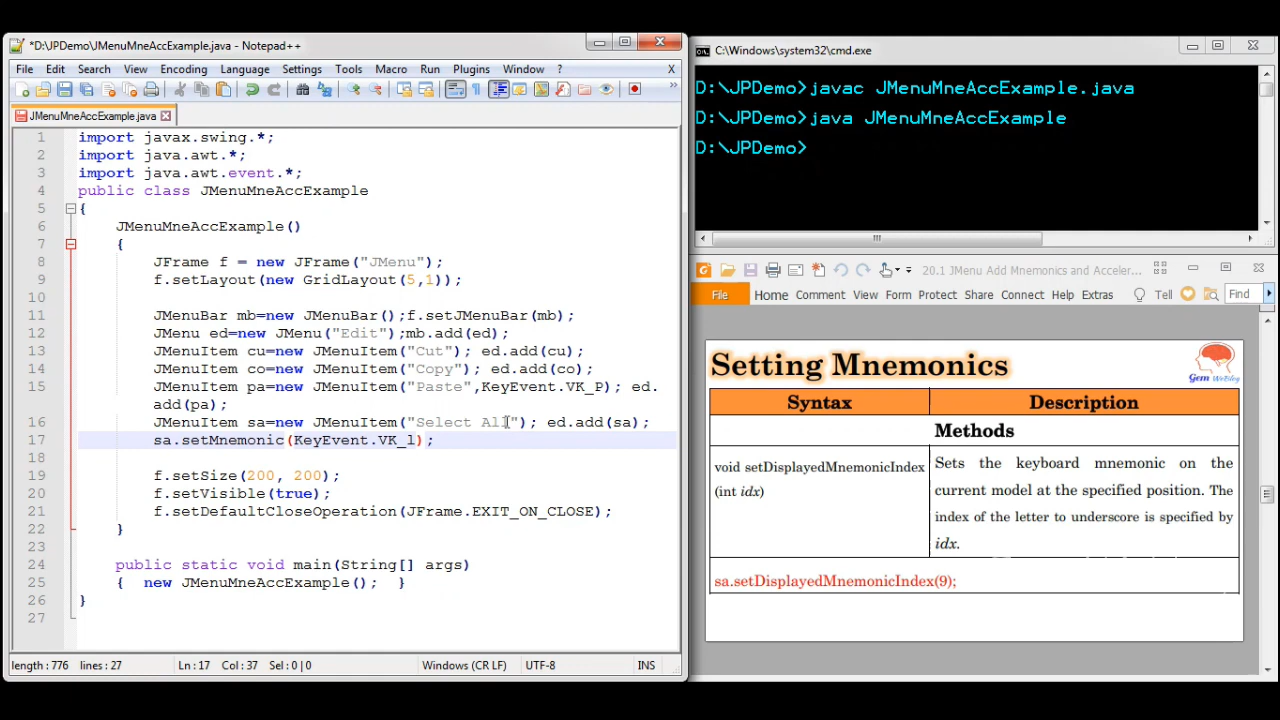 *D:\JPDemo\JMenuMneAccExample.java - Notepad++
File Edit Search View Encoding Language Settings Tools Macro Run Plugins Window ? X
JMenuMneAccExample.java
1 import javax.swing.*;
2 import java.awt.*;
3 import java.awt.event.*;
4 public class JMenuMneAccExample
5 {
6 JMenuMneAccExample()
7 {
8 JFrame f = new JFrame("JMenu");
9 f.setLayout(new GridLayout(5,1));
10
11 JMenuBar mb=new JMenuBar();f.setJMenuBar(mb);
12 JMenu ed=new JMenu("Edit");mb.add(ed);
13 JMenuItem cu=new JMenuItem("Cut"); ed.add(cu);
14 JMenuItem co=new JMenuItem("Copy"); ed.add(co);
15 JMenuItem pa=new JMenuItem("Paste",KeyEvent.VK_P); ed.
add(pa);
16 JMenuItem sa=new JMenuItem("Select All"); ed.add(sa);
17 sa.setMnemonic(KeyEvent.VK_l);
18
19 f.setSize(200, 200);
20 f.setVisible(true);
21 f.setDefaultCloseOperation(JFrame.EXIT_ON_CLOSE);
22 }
23
24 public static void main(String[] args)
25 { new JMenuMneAccExample(); }
26 }
27
length : 776 lines : 27 Ln : 17 Col : 37 Sel : 0 | 0 Windows (CR LF) UTF-8 INS
C:\Windows\system32\cmd.exe
D:\JPDemo>javac JMenuMneAccExample.java
D:\JPDemo>java JMenuMneAccExample
D:\JPDemo>
20.1 JMenu Add Mnemonics and Acceler...
File Home Comment View Form Protect Share Connect Help Extras Tell Find
Setting Mnemonics
Gem WeBlog
Syntax Description
Methods
void setDisplayedMnemonicIndex
(int idx)
Sets the keyboard mnemonic on the
current model at the specified position. The
index of the letter to underscore is specified by
idx.
sa.setDisplayedMnemonicIndex(9);